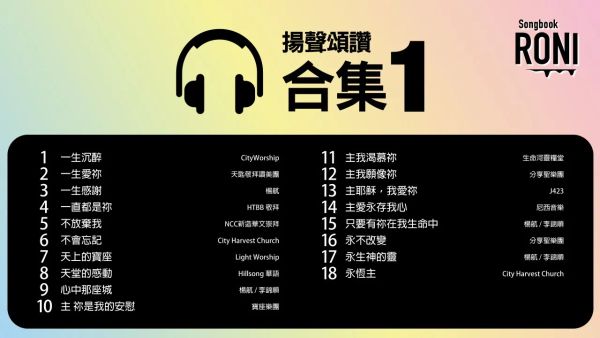 Songbook
RONI
揚聲頌讚
合集1
1 一生沉醉 CityWorship
2 一生愛祢 天韻敬拜讚美團
3 一生感謝 楊航
4 一直都是祢 HTBB 敬拜
5 不放棄我 NCC新造華文崇拜
6 不會忘記 City Harvest Church
7 天上的寶座 Light Worship
8 天堂的感動 Hillsong 華語
9 心中那座城 楊航 / 李錦順
10 主 祢是我的安慰 寶座樂團
11 主我渴慕祢 生命河靈糧堂
12 主我願像祢 分享聖樂團
13 主耶穌，我愛祢 J423
14 主愛永存我心 尼西音樂
15 只要有祢在我生命中 楊航 / 李錦順
16 永不改變 分享聖樂團
17 永生神的靈 楊航 / 李錦順
18 永恆主 City Harvest Church